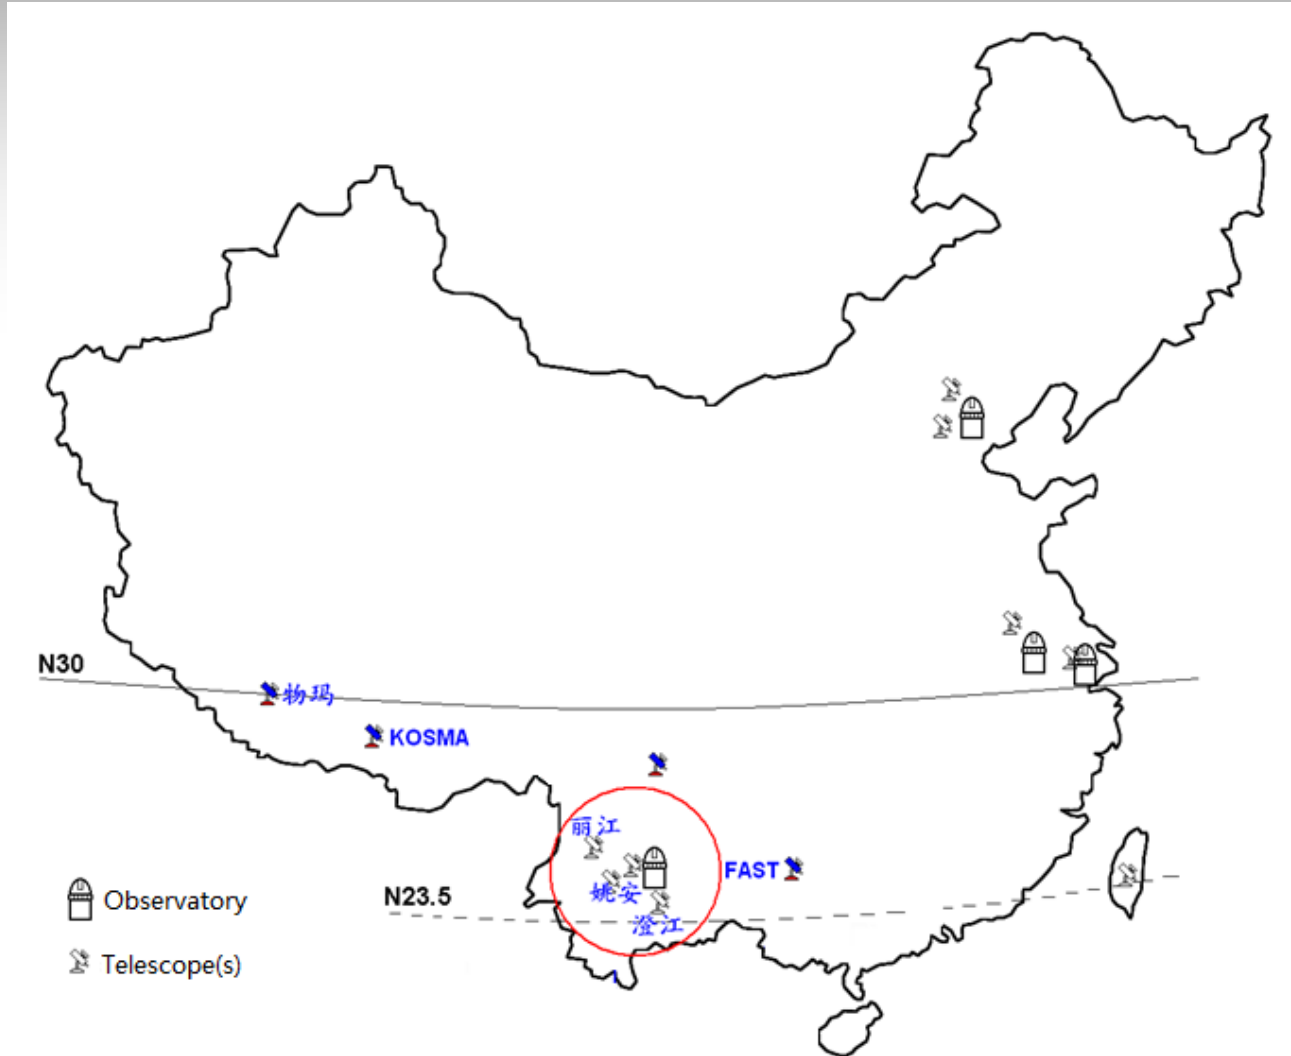 N30
物玛
KOSMA
丽江
FAST
姚安
N23.5
澄江
Observatory
Telescope(s)